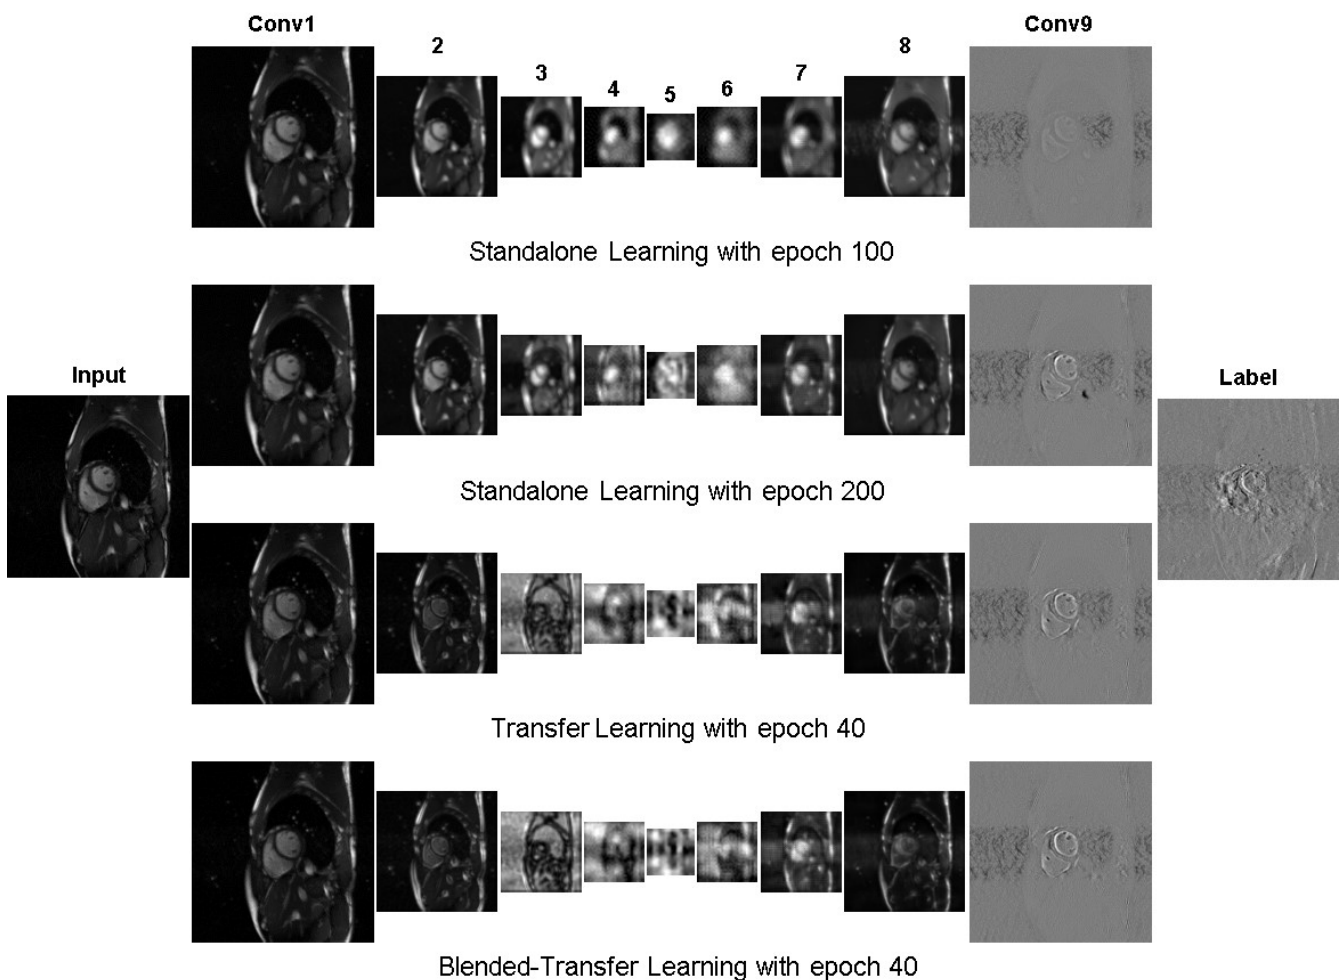 Conv1
2
3
4
5
6
7
8
Conv9
Standalone Learning with epoch 100
Input
Label
Standalone Learning with epoch 200
Transfer Learning with epoch 40
Blended-Transfer Learning with epoch 40